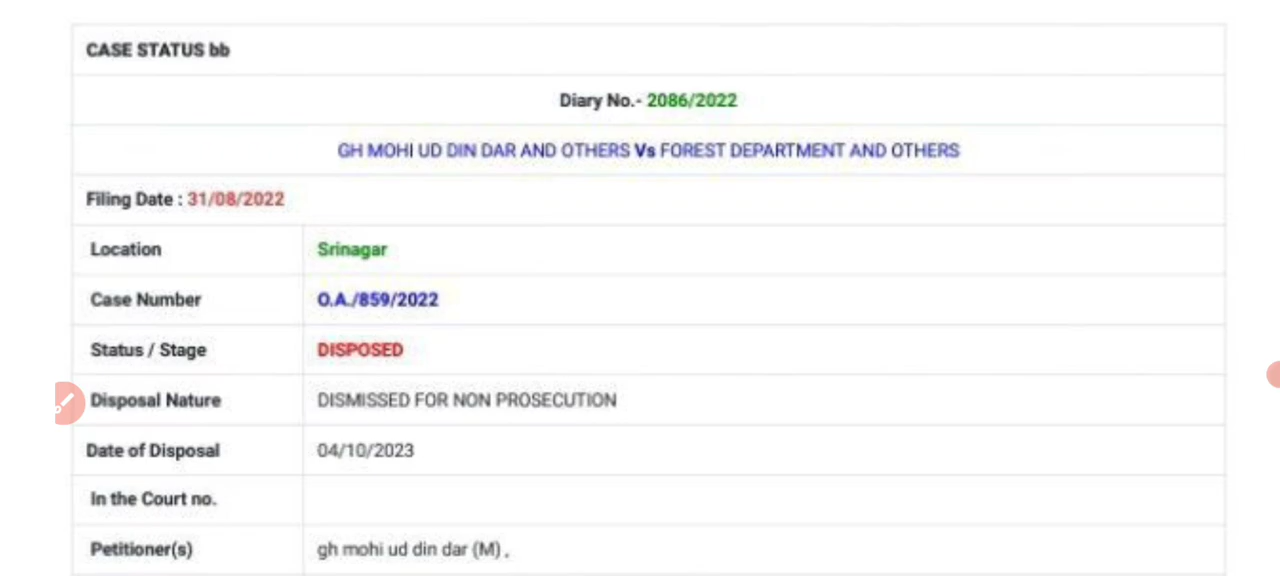 CASE STATUS bb
Diary No.- 2086/2022
GH MOHI UD DIN DAR AND OTHERS Vs FOREST DEPARTMENT AND OTHERS
Filing Date : 31/08/2022
Location Srinagar
Case Number O.A./859/2022
Status / Stage DISPOSED
Disposal Nature DISMISSED FOR NON PROSECUTION
Date of Disposal 04/10/2023
In the Court no.
Petitioner(s) gh mohi ud din dar (M) ,